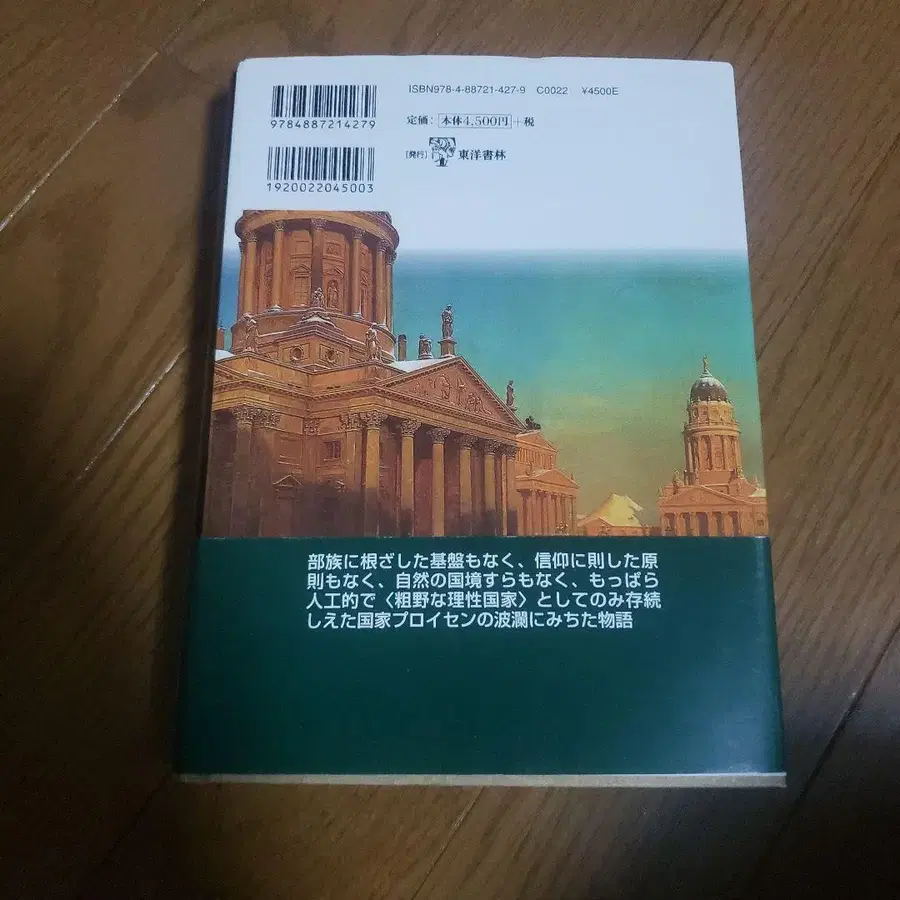 ISBN978-4-88721-427-9 C0022 ¥4500E
9784887214279
定価：本体4,500円+税
[発行] 東洋書林
1920022045003
部族に根ざした基盤もなく、信仰に則した原
則もなく、自然の国境すらもなく、もっぱら
人工的で〈粗野な理性国家〉としてのみ存続
しえた国家プロイセンの波瀾にみちた物語